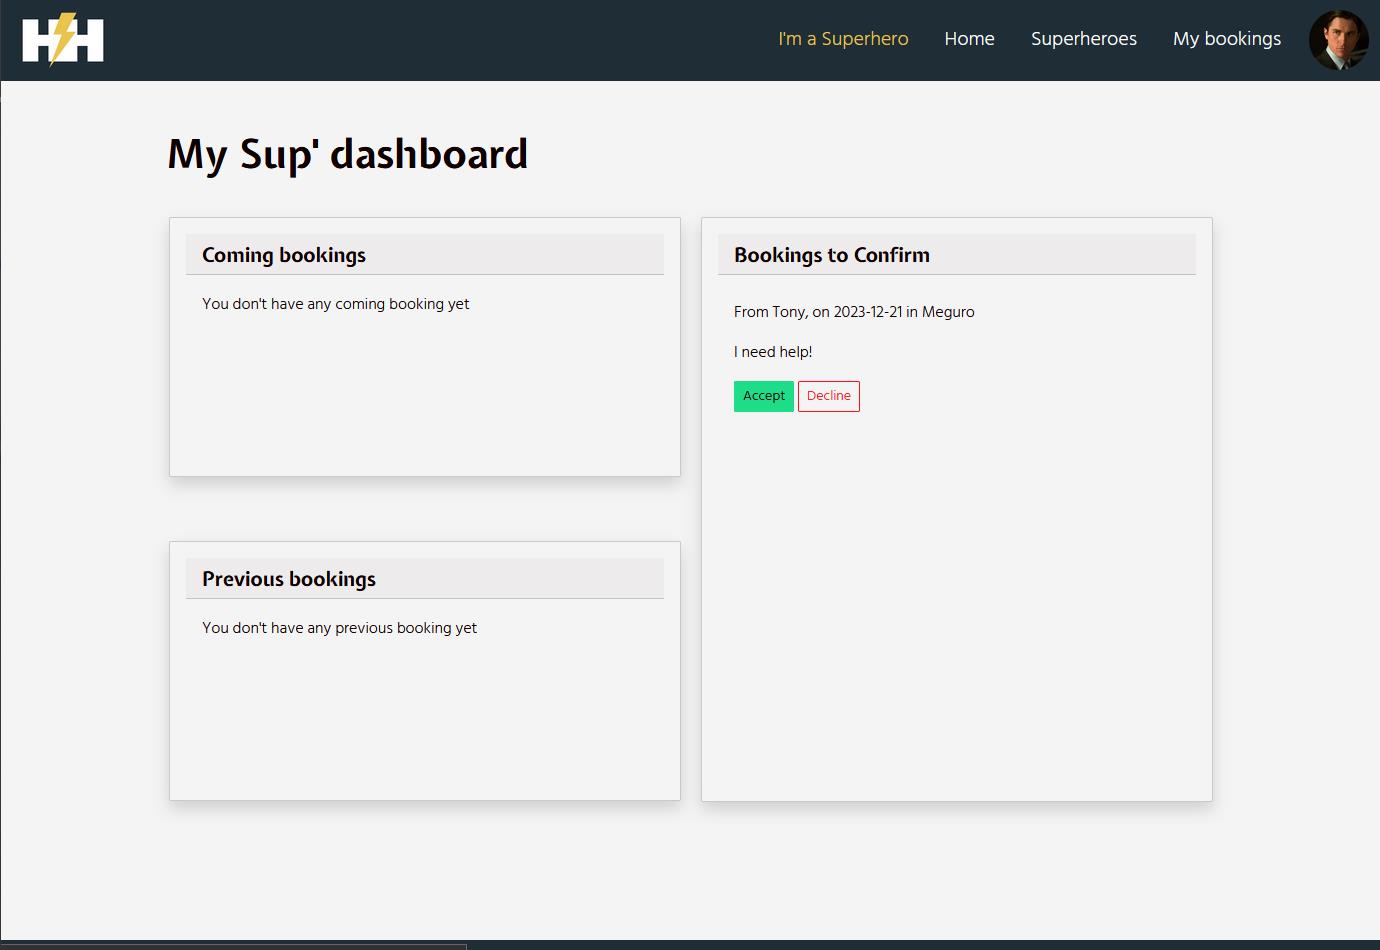 HH
I'm a Superhero
Home
Superheroes
My bookings
My Sup' dashboard
Coming bookings
You don't have any coming booking yet
Previous bookings
You don't have any previous booking yet
Bookings to Confirm
From Tony, on 2023-12-21 in Meguro
I need help!
Accept
Decline